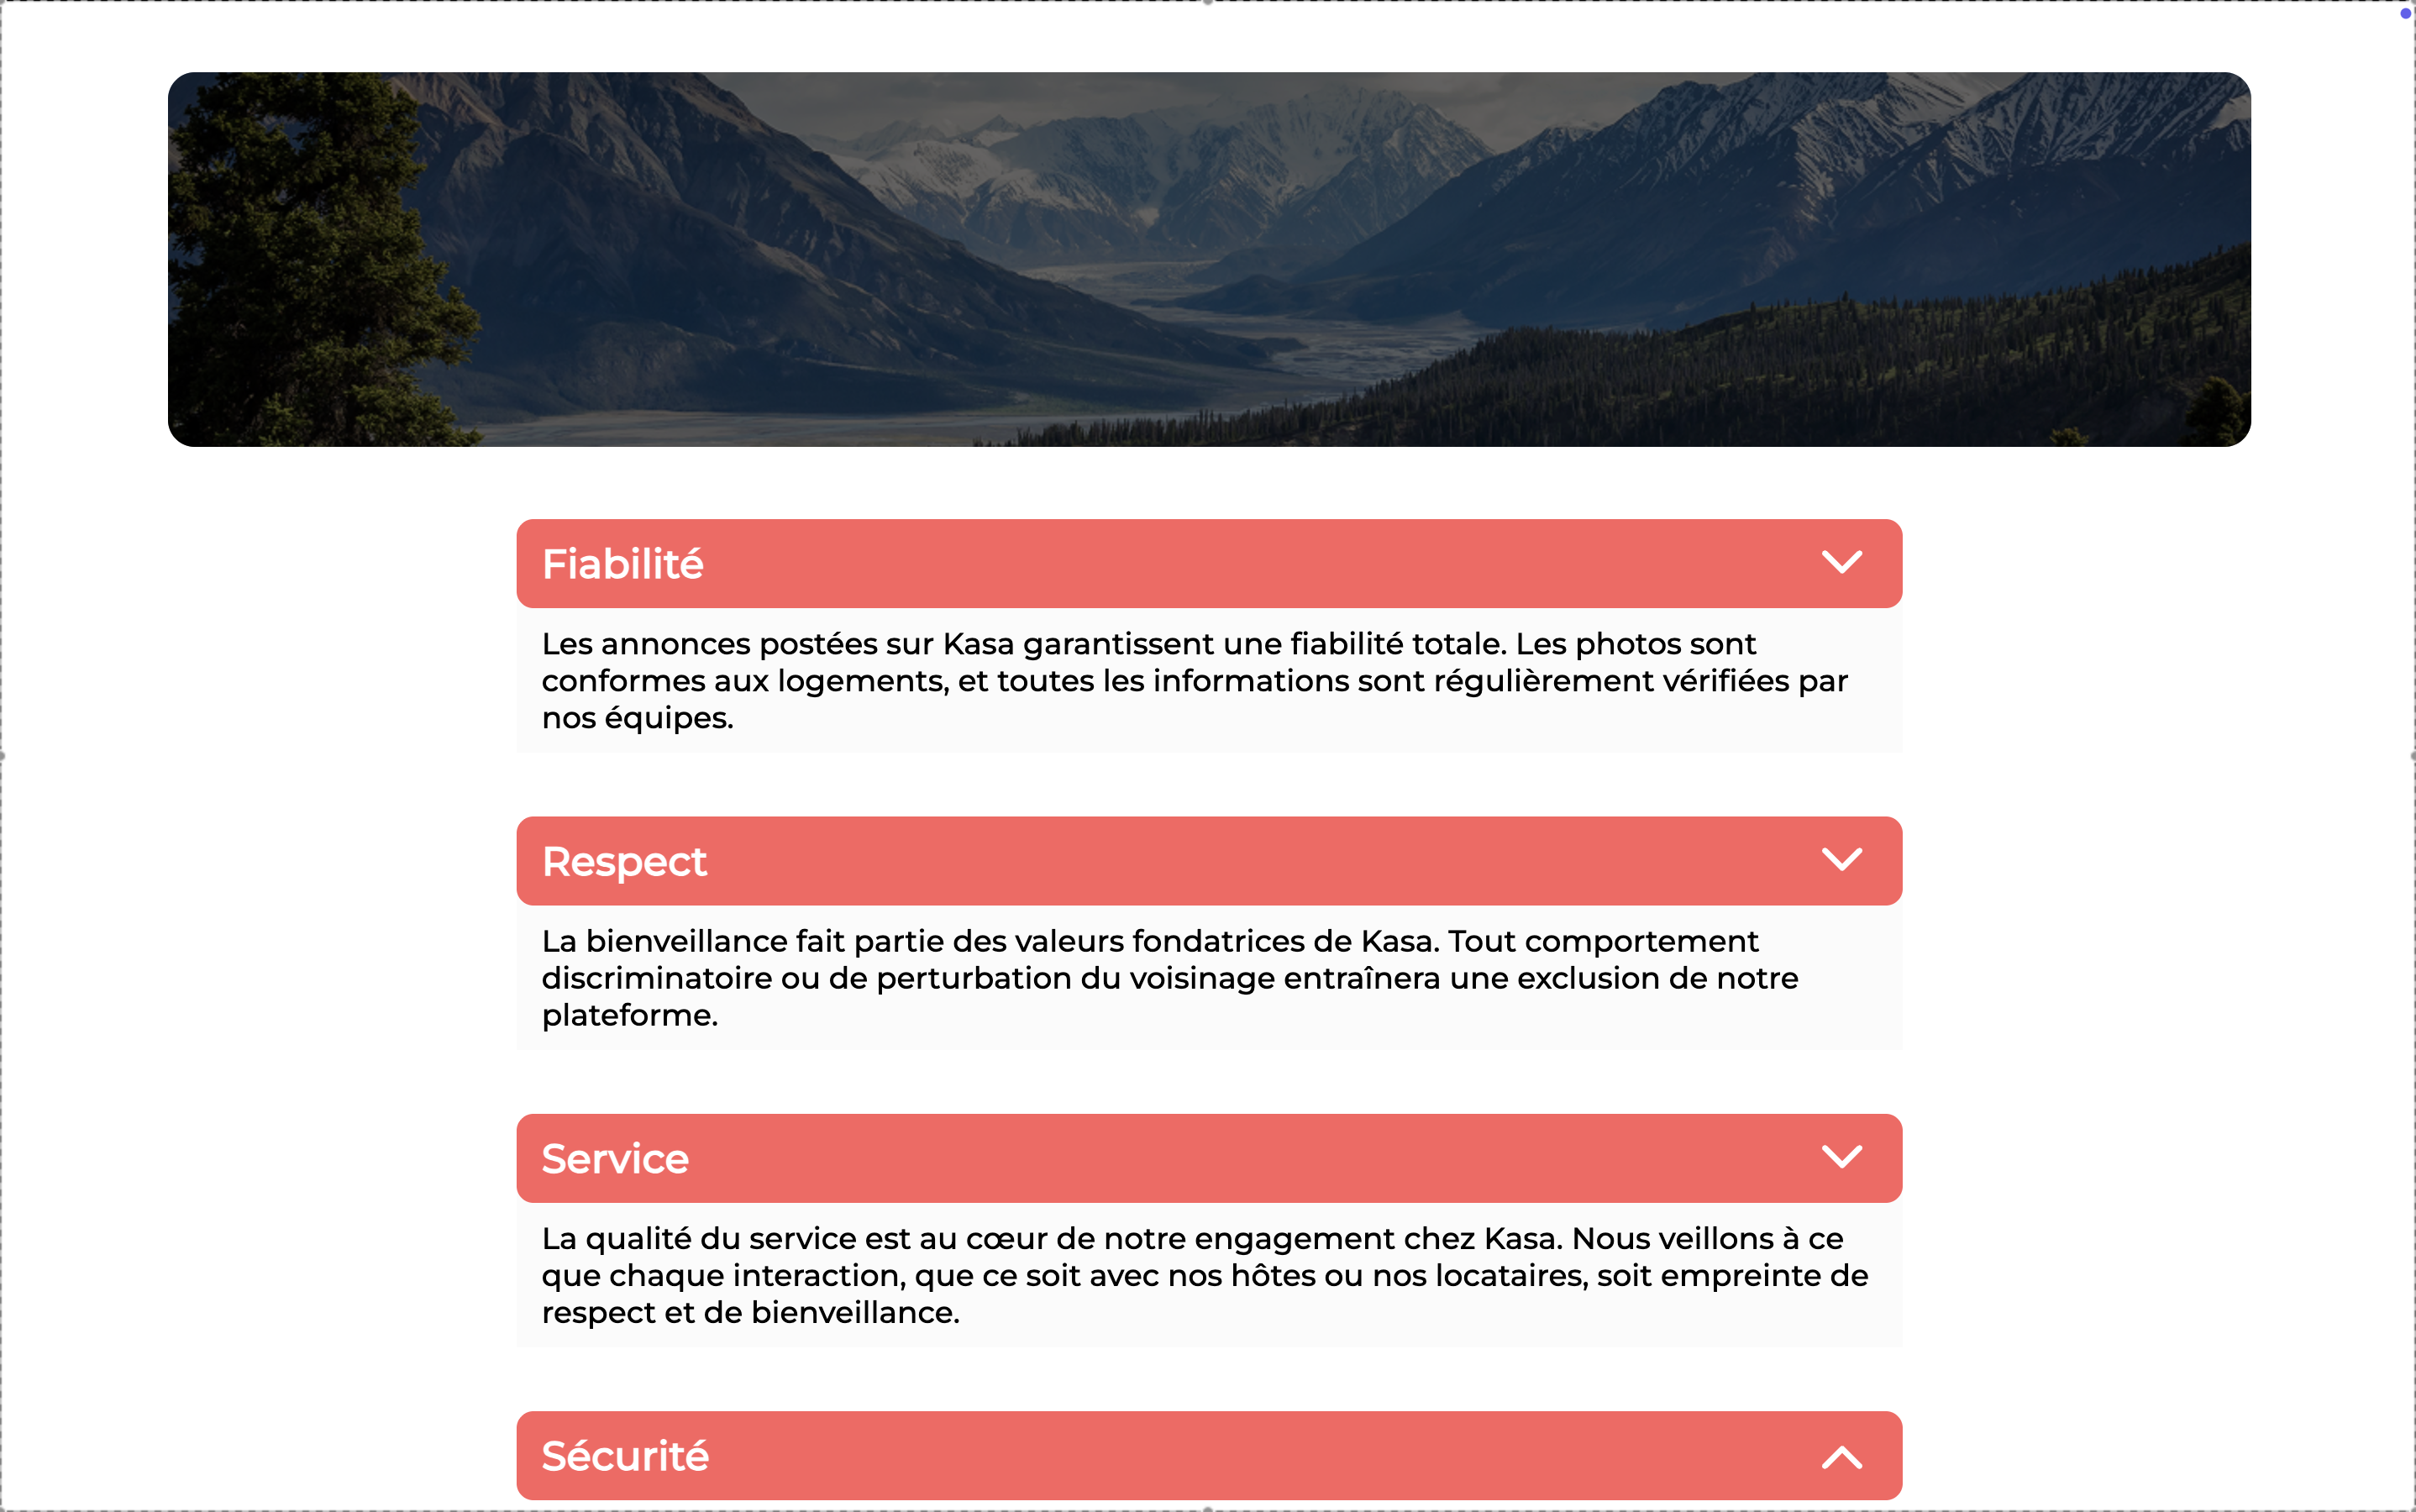 Fiabilité
Les annonces postées sur Kasa garantissent une fiabilité totale. Les photos sont
conformes aux logements, et toutes les informations sont régulièrement vérifiées par
nos équipes.
Respect
La bienveillance fait partie des valeurs fondatrices de Kasa. Tout comportement
discriminatoire ou de perturbation du voisinage entraînera une exclusion de notre
plateforme.
Service
La qualité du service est au cœur de notre engagement chez Kasa. Nous veillons à ce
que chaque interaction, que ce soit avec nos hôtes ou nos locataires, soit empreinte de
respect et de bienveillance.
Sécurité